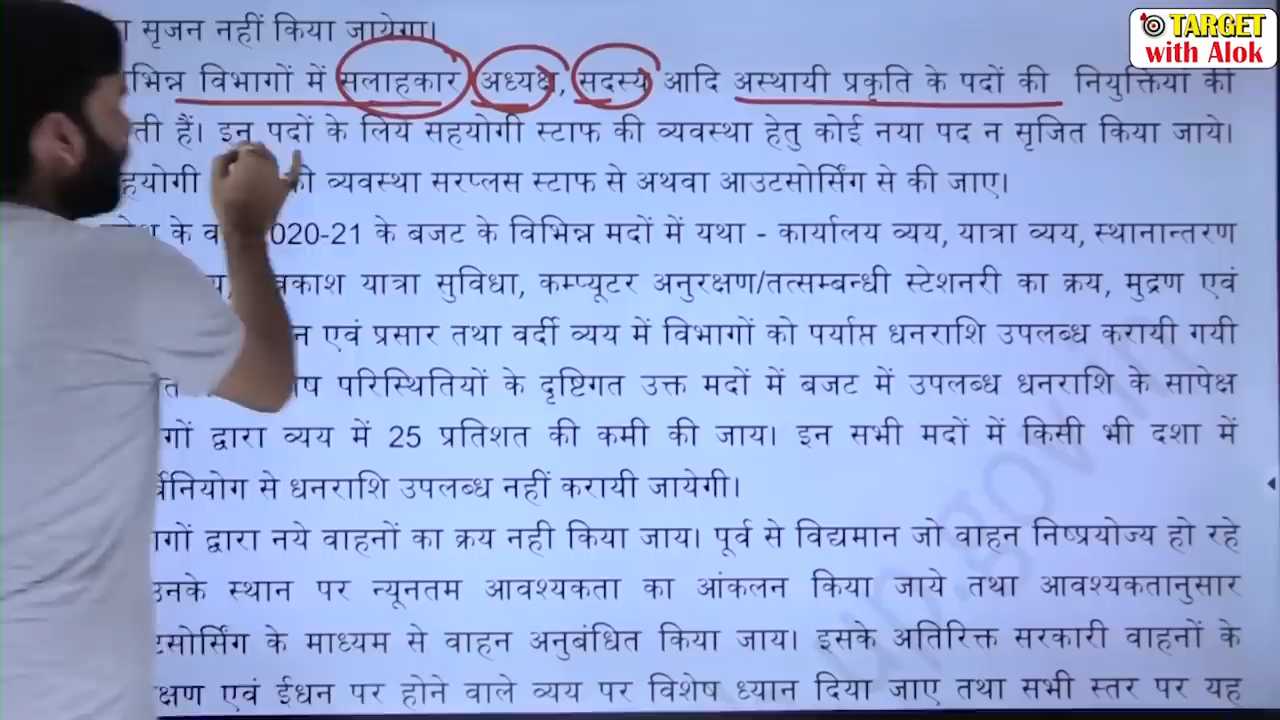 TARGET
with Alok
सृजन नहीं किया जायेगा।
विभागों में सलाहकार अध्यक्ष, सदस्य आदि अस्थायी प्रकृति के पदों की नियुक्तियां की
हैं। इन पदों के लिये सहयोगी स्टाफ की व्यवस्था हेतु कोई नया पद न सृजित किया जाये।
व्यवस्था सरप्लस स्टाफ से अथवा आउटसोर्सिंग से की जाए।
के 2020-21 के बजट के विभिन्न मदों में यथा - कार्यालय व्यय, यात्रा व्यय, स्थानान्तरण
यात्रा सुविधा, कम्प्यूटर अनुरक्षण/तत्सम्बन्धी स्टेशनरी का क्रय, मुद्रण एवं
एवं प्रसार तथा वर्दी व्यय में विभागों को पर्याप्त धनराशि उपलब्ध करायी गयी
परिस्थितियों के दृष्टिगत उक्त मदों में बजट में उपलब्ध धनराशि के सापेक्ष
द्वारा व्यय में 25 प्रतिशत की कमी की जाय। इन सभी मदों में किसी भी दशा में
से धनराशि उपलब्ध नहीं करायी जायेगी।
द्वारा नये वाहनों का क्रय नही किया जाय। पूर्व से विद्यमान जो वाहन निष्प्रयोज्य हो रहे
उनके स्थान पर न्यूनतम आवश्यकता का आंकलन किया जाये तथा आवश्यकतानुसार
के माध्यम से वाहन अनुबंधित किया जाय। इसके अतिरिक्त सरकारी वाहनों के
एवं ईधन पर होने वाले व्यय पर विशेष ध्यान दिया जाए तथा सभी स्तर पर यह